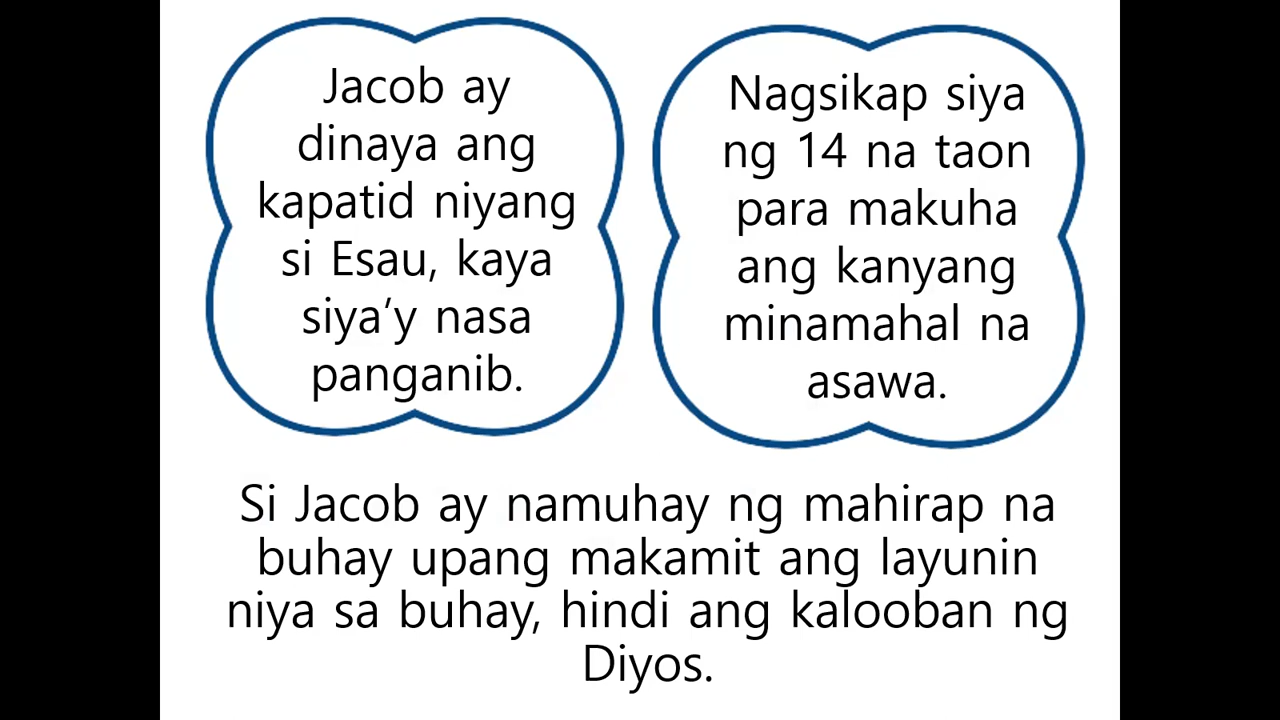 Jacob ay
dinaya ang
kapatid niyang
si Esau, kaya
siya’y nasa
panganib.
Nagsikap siya
ng 14 na taon
para makuha
ang kanyang
minamahal na
asawa.
Si Jacob ay namuhay ng mahirap na
buhay upang makamit ang layunin
niya sa buhay, hindi ang kalooban ng
Diyos.